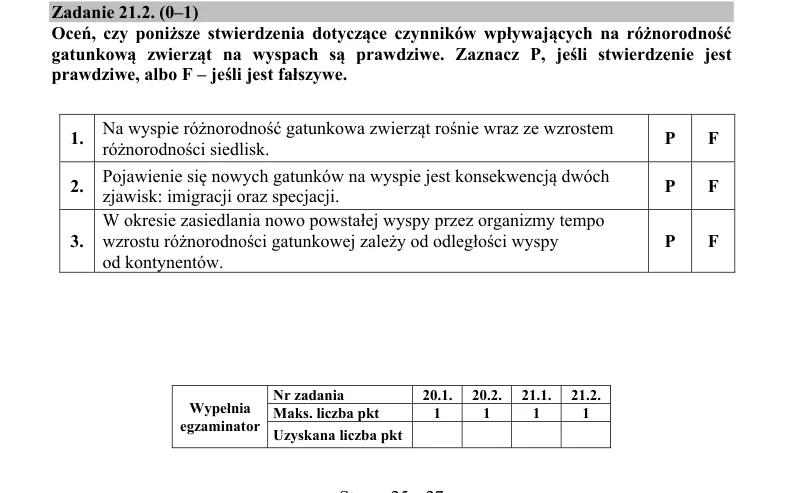 Zadanie 21.2. (0–1)
Oceń, czy poniższe stwierdzenia dotyczące czynników wpływających na różnorodność
gatunkową zwierząt na wyspach są prawdziwe. Zaznacz P, jeśli stwierdzenie jest
prawdziwe, albo F – jeśli jest fałszywe.
1. Na wyspie różnorodność gatunkowa zwierząt rośnie wraz ze wzrostem
różnorodności siedlisk. P F
2. Pojawienie się nowych gatunków na wyspie jest konsekwencją dwóch
zjawisk: imigracji oraz specjacji. P F
3. W okresie zasiedlania nowo powstałej wyspy przez organizmy tempo
wzrostu różnorodności gatunkowej zależy od odległości wyspy P F
od kontynentów.
Wypełnia
egzaminator
Nr zadania 20.1. 20.2. 21.1. 21.2.
Maks. liczba pkt 1 1 1 1
Uzyskana liczba pkt